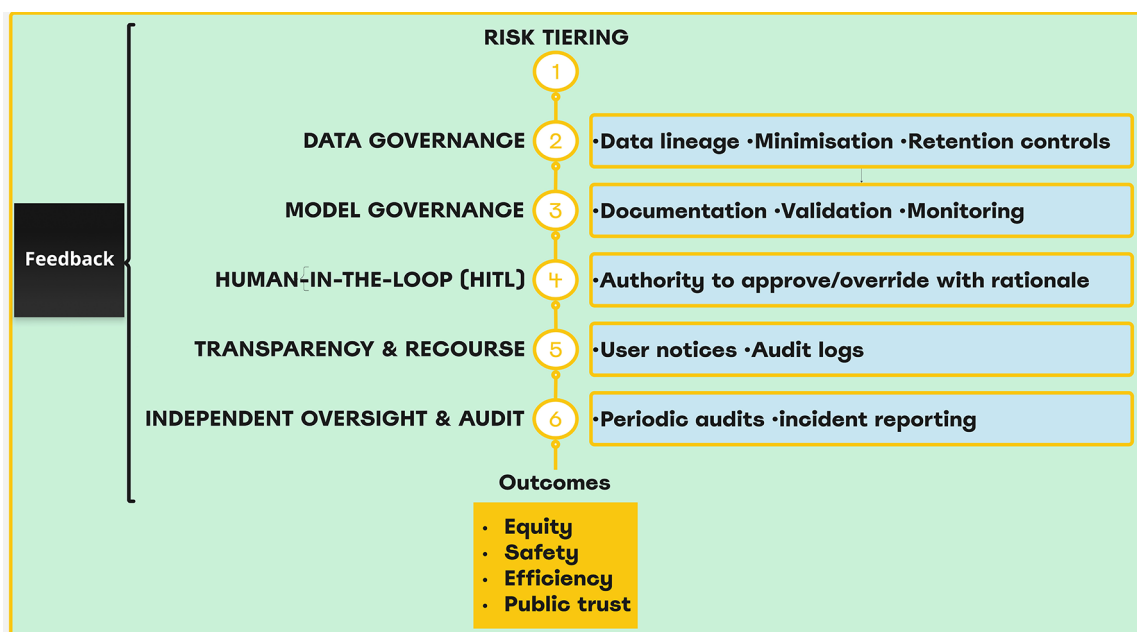 RISK TIERING
1
DATA GOVERNANCE 2 •Data lineage •Minimisation •Retention controls
MODEL GOVERNANCE 3 •Documentation •Validation •Monitoring
Feedback
HUMAN-IN-THE-LOOP (HITL) 4 •Authority to approve/override with rationale
TRANSPARENCY & RECOURSE 5 •User notices •Audit logs
INDEPENDENT OVERSIGHT & AUDIT 6 •Periodic audits •incident reporting
Outcomes
• Equity
• Safety
• Efficiency
• Public trust